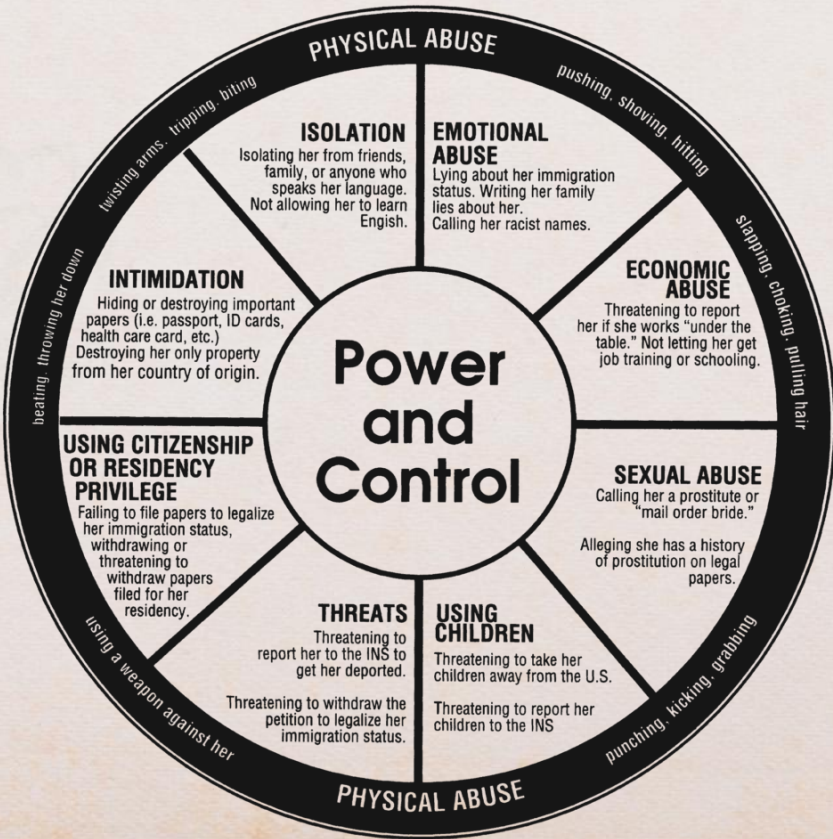 PHYSICAL ABUSE
pushing, shoving, hitting
slapping, choking, pulling hair
punching, kicking, grabbing
PHYSICAL ABUSE
using a weapon against her
beating, throwing her down
twisting arms, tripping, biting
Power
and
Control
ISOLATION
Isolating her from friends,
family, or anyone who
speaks her language.
Not allowing her to learn
Engish.
EMOTIONAL
ABUSE
Lying about her immigration
status. Writing her family
lies about her.
Calling her racist names.
ECONOMIC
ABUSE
Threatening to report
her if she works “under the
table.” Not letting her get
job training or schooling.
SEXUAL ABUSE
Calling her a prostitute or
“mail order bride.”
Alleging she has a history
of prostitution on legal
papers.
USING
CHILDREN
Threatening to take her
children away from the U.S.
Threatening to report her
children to the INS
THREATS
Threatening to
report her to the INS to
get her deported.
Threatening to withdraw the
petition to legalize her
immigration status.
USING CITIZENSHIP
OR RESIDENCY
PRIVILEGE
Failing to file papers to legalize
her immigration status,
withdrawing or
threatening to
withdraw papers
filed for her
residency.
INTIMIDATION
Hiding or destroying important
papers (i.e. passport, ID cards,
health care card, etc.)
Destroying her only property
from her country of origin.